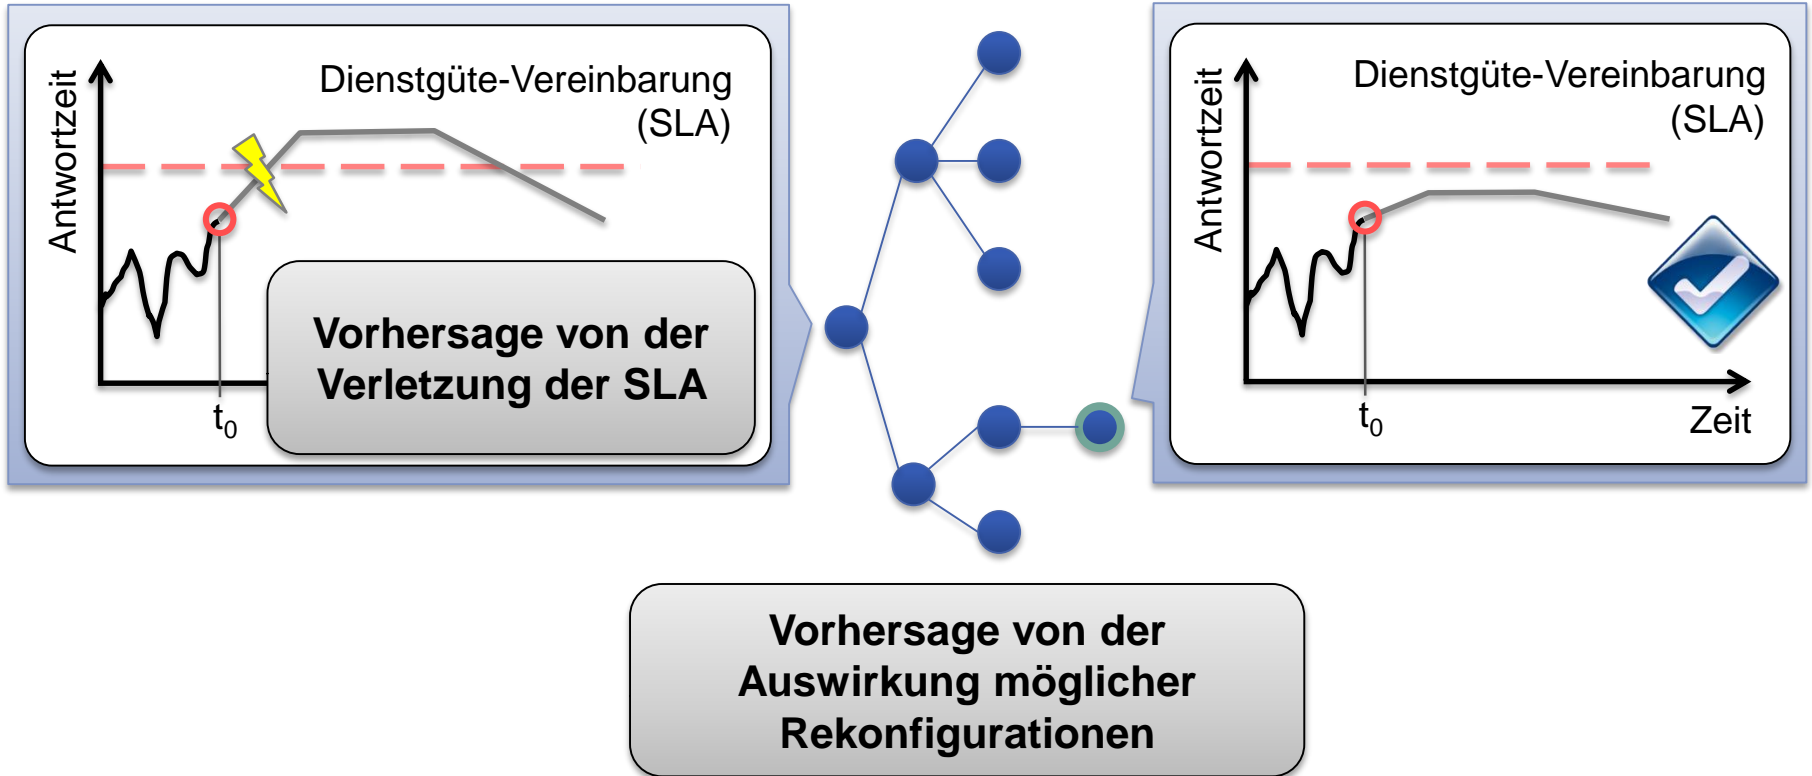 Dienstgüte-Vereinbarung
(SLA)
Antwortzeit
t0
Vorhersage von der
Verletzung der SLA
Dienstgüte-Vereinbarung
(SLA)
Antwortzeit
t0
Zeit
Vorhersage von der
Auswirkung möglicher
Rekonfigurationen